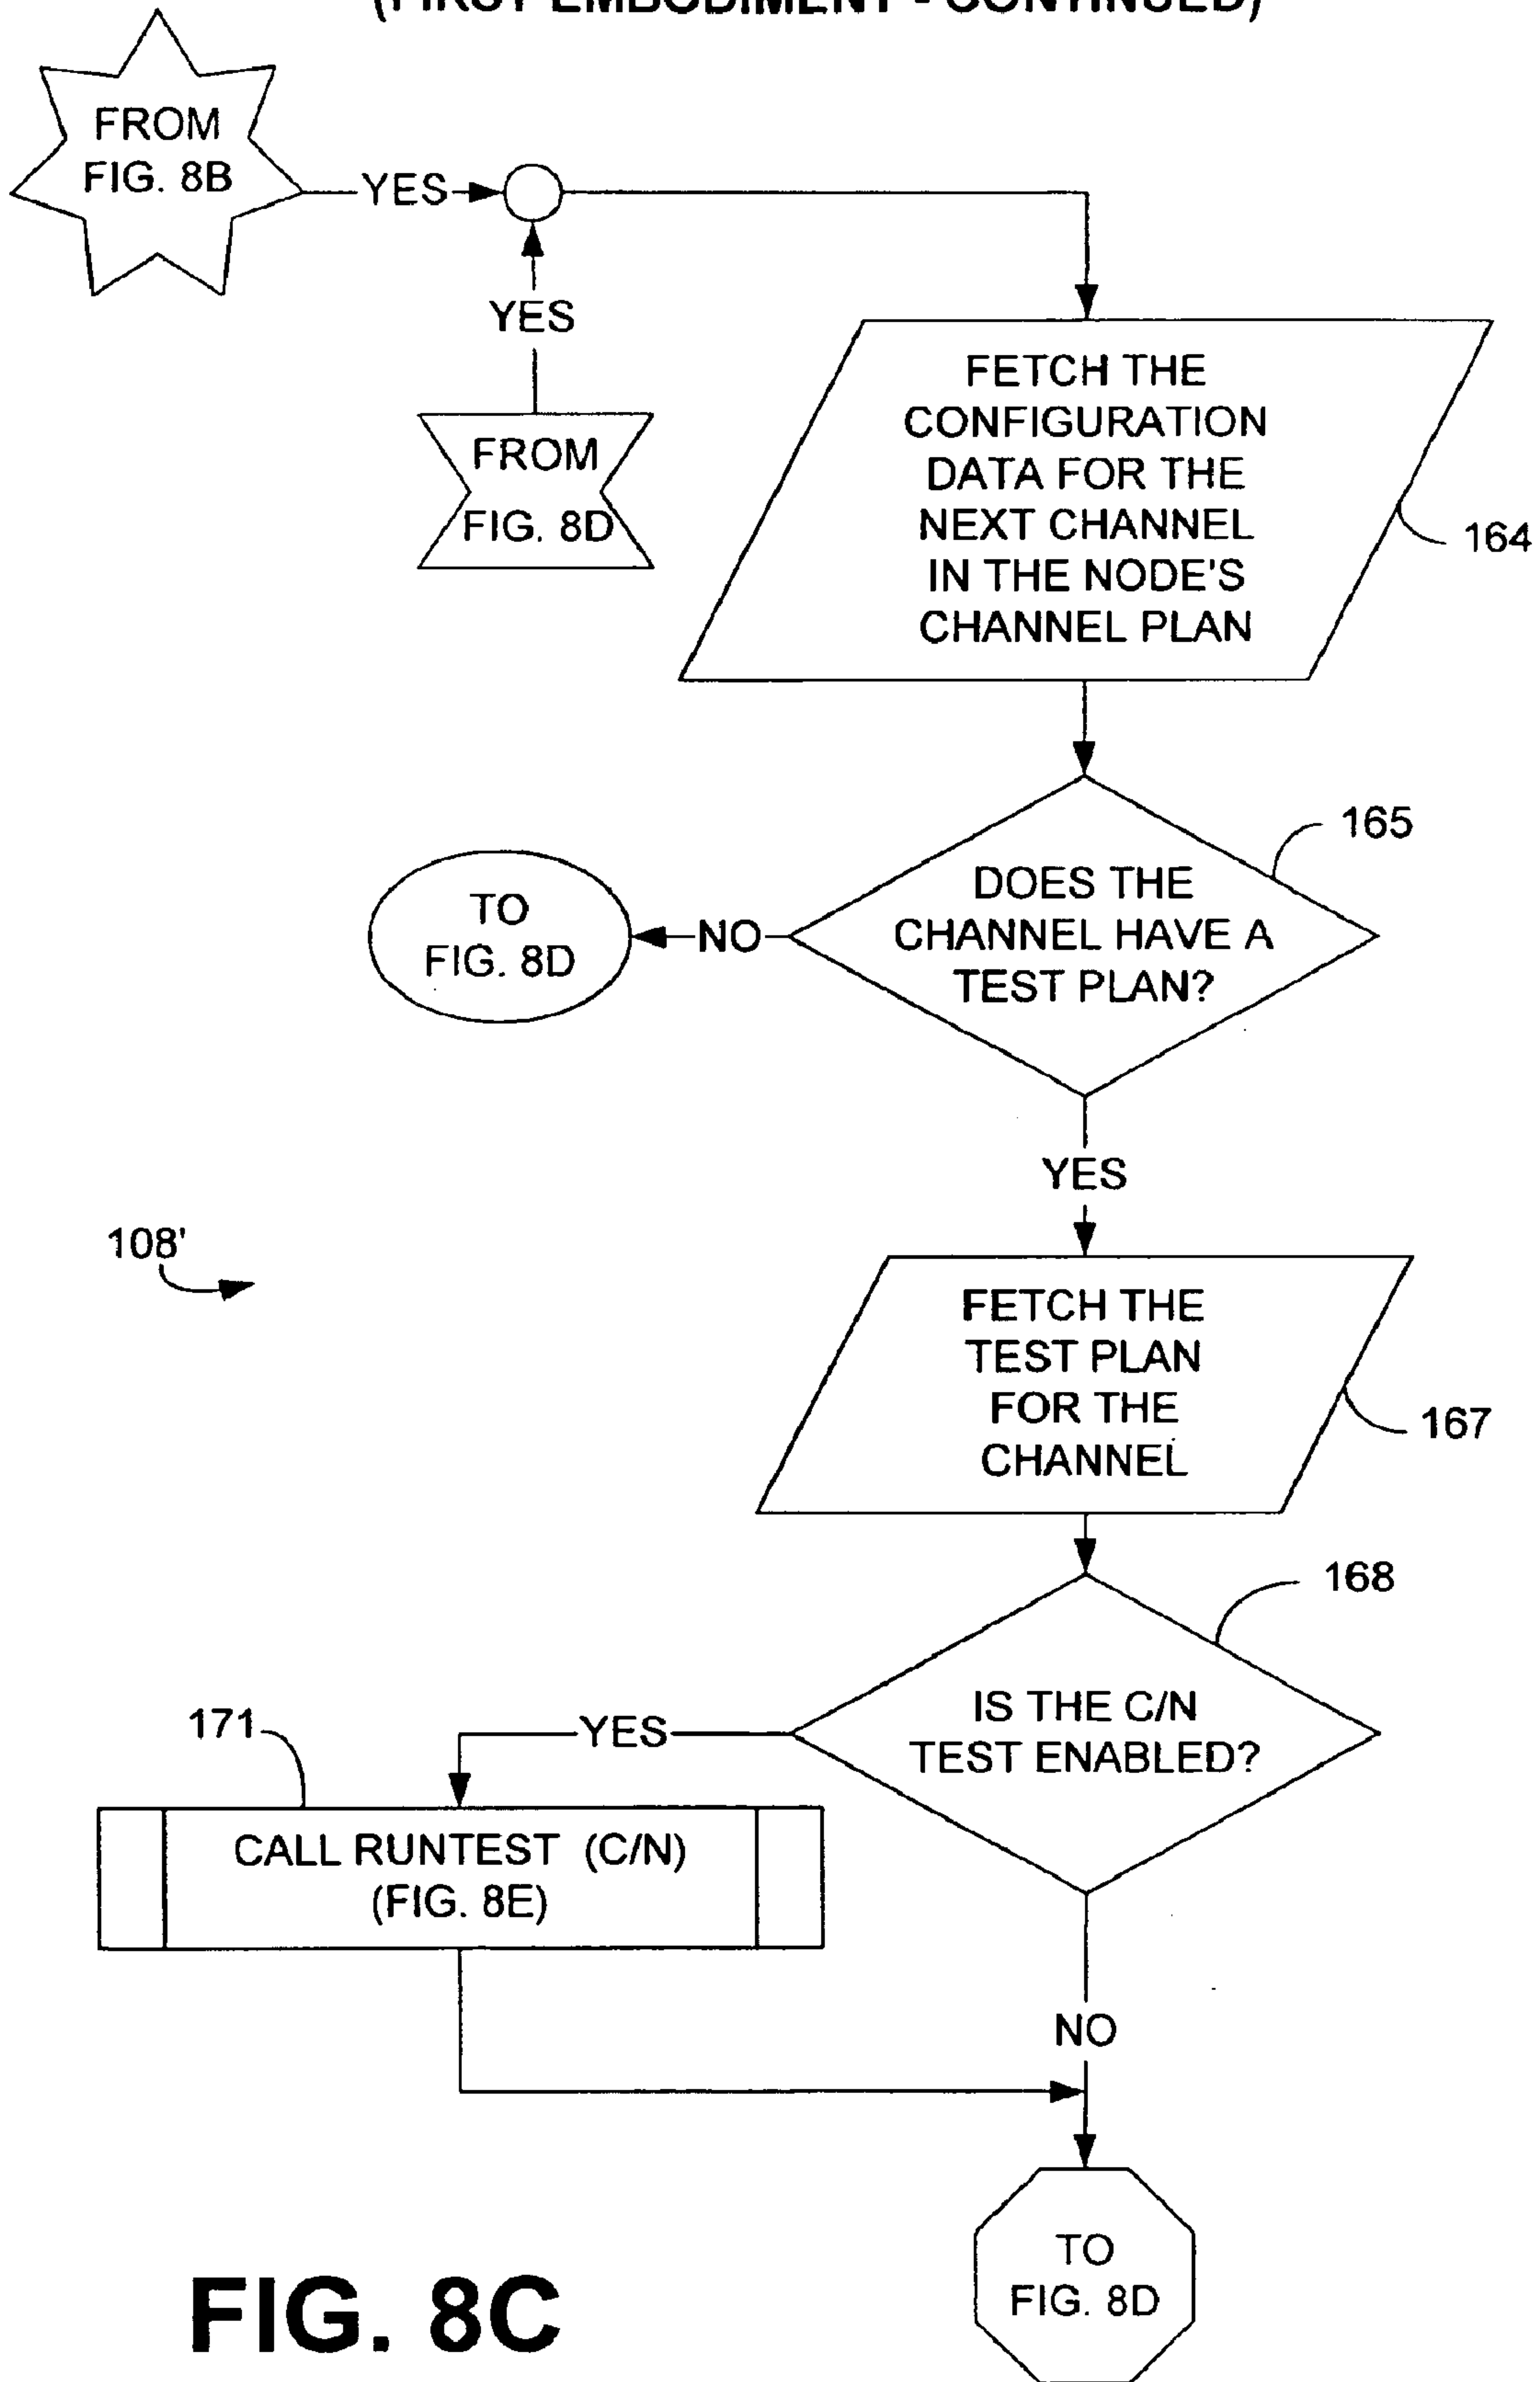 (FIRST EMBODIMENT - CONTINUED)
FROM
FIG. 8B
YES
YES
FROM
FIG. 8D
FETCH THE
CONFIGURATION
DATA FOR THE
NEXT CHANNEL
IN THE NODE'S
CHANNEL PLAN
164
165
DOES THE
CHANNEL HAVE A
TEST PLAN?
NO
TO
FIG. 8D
YES
108'
FETCH THE
TEST PLAN
FOR THE
CHANNEL
167
168
IS THE C/N
TEST ENABLED?
YES
171
CALL RUNTEST (C/N)
(FIG. 8E)
NO
TO
FIG. 8D
FIG. 8C